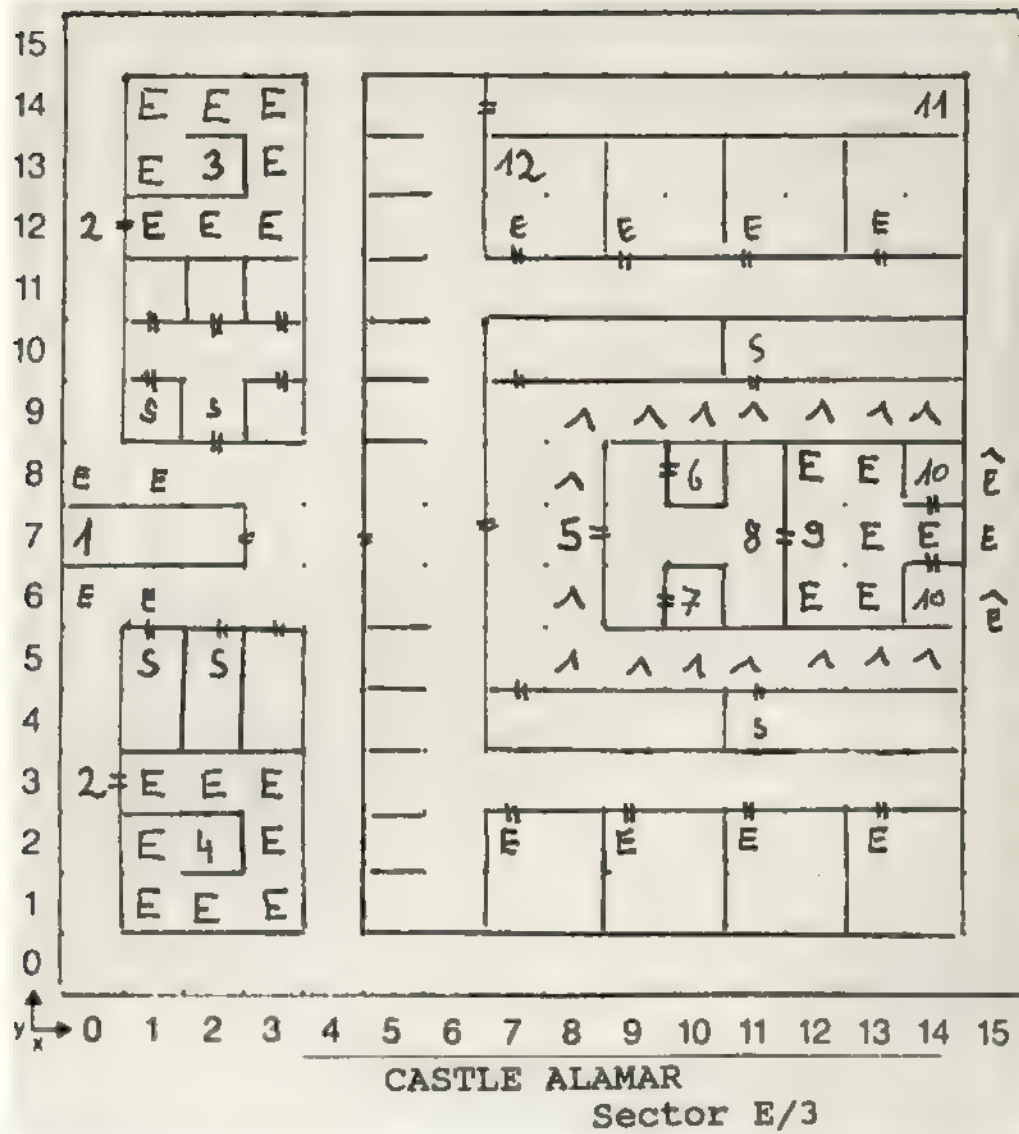 15
14 E E E 11
13 E 3 E 12
12 2 E E E E E E E
11
10 S
9 S S ^ ^ ^ ^ ^ ^ ^
8 E E ^ 6 E E 10 ^E
7 1 5 8 9 E E E
6 E E ^ 7 E E 10 ^E
5 S S ^ ^ ^ ^ ^ ^ ^
4 S
3 2 E E E
2 E 4 E E E E E
1 E E E
0
y x 0 1 2 3 4 5 6 7 8 9 10 11 12 13 14 15
CASTLE ALAMAR
Sector E/3